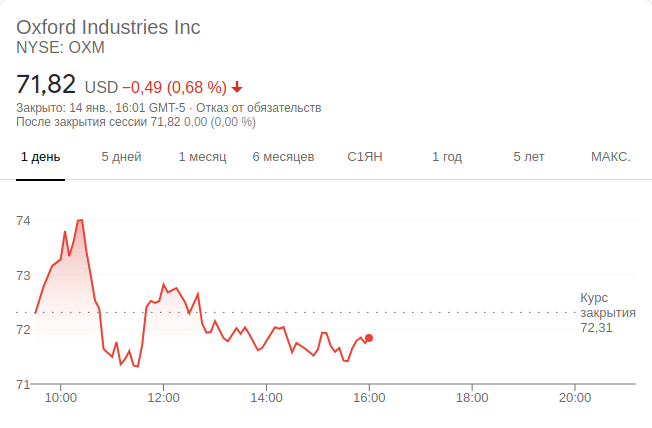 Oxford Industries Inc
NYSE: OXM
71,82 USD −0,49 (0,68 %)
Закрыто: 14 янв., 16:01 GMT-5 · Отказ от обязательств
После закрытия сессии 71,82 0,00 (0,00 %)
1 день 5 дней 1 месяц 6 месяцев С1ЯН 1 год 5 лет МАКС.
74
73
Курс
закрытия
72,31
72
71
10:00 12:00 14:00 16:00 18:00 20:00